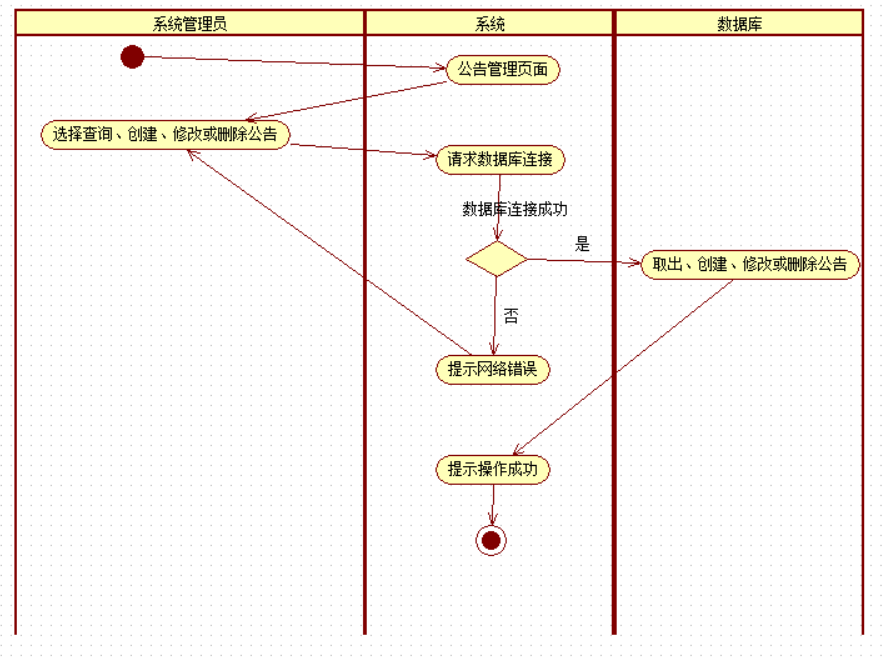 系统管理员
系统
数据库
公告管理页面
选择查询、创建、修改或删除公告
请求数据库连接
数据库连接成功
是
取出、创建、修改或删除公告
否
提示网络错误
提示操作成功